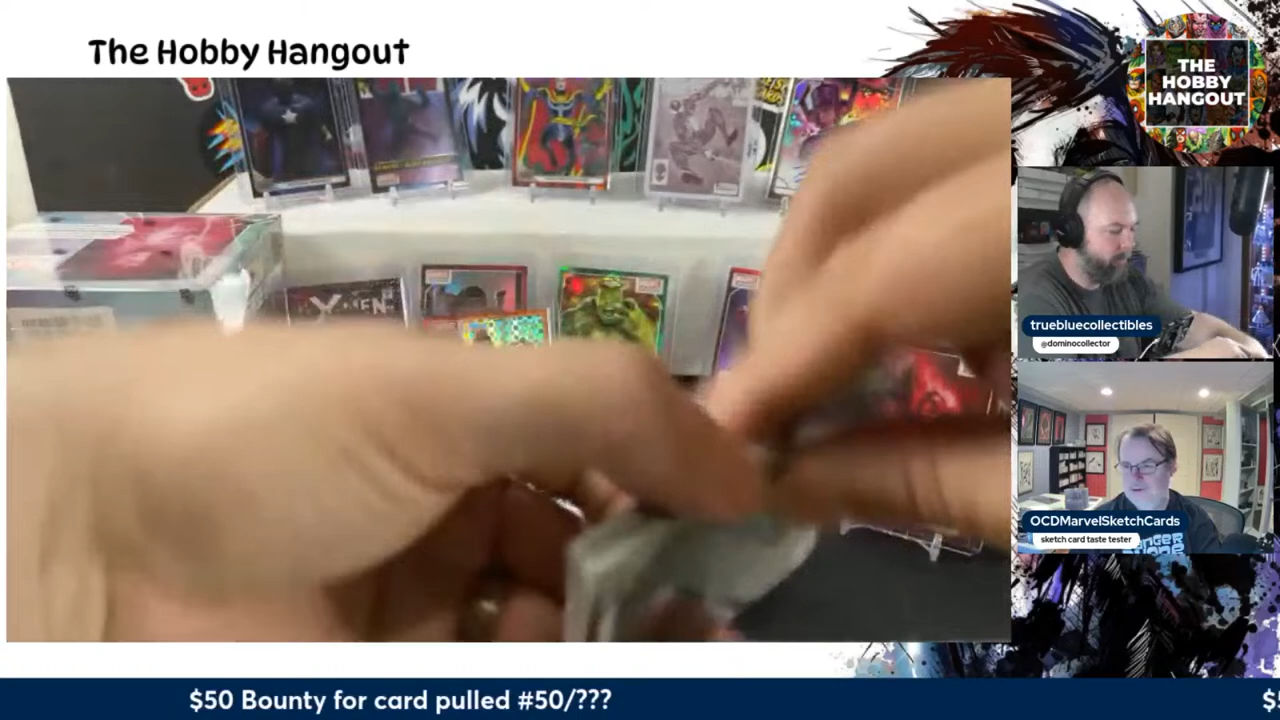 The Hobby Hangout
THE
HOBBY
HANGOUT
X-MEN
truebluecollectibles
@dominocollector
OCDMarvelSketchCards
sketch card taste tester
$50 Bounty for card pulled #50/???